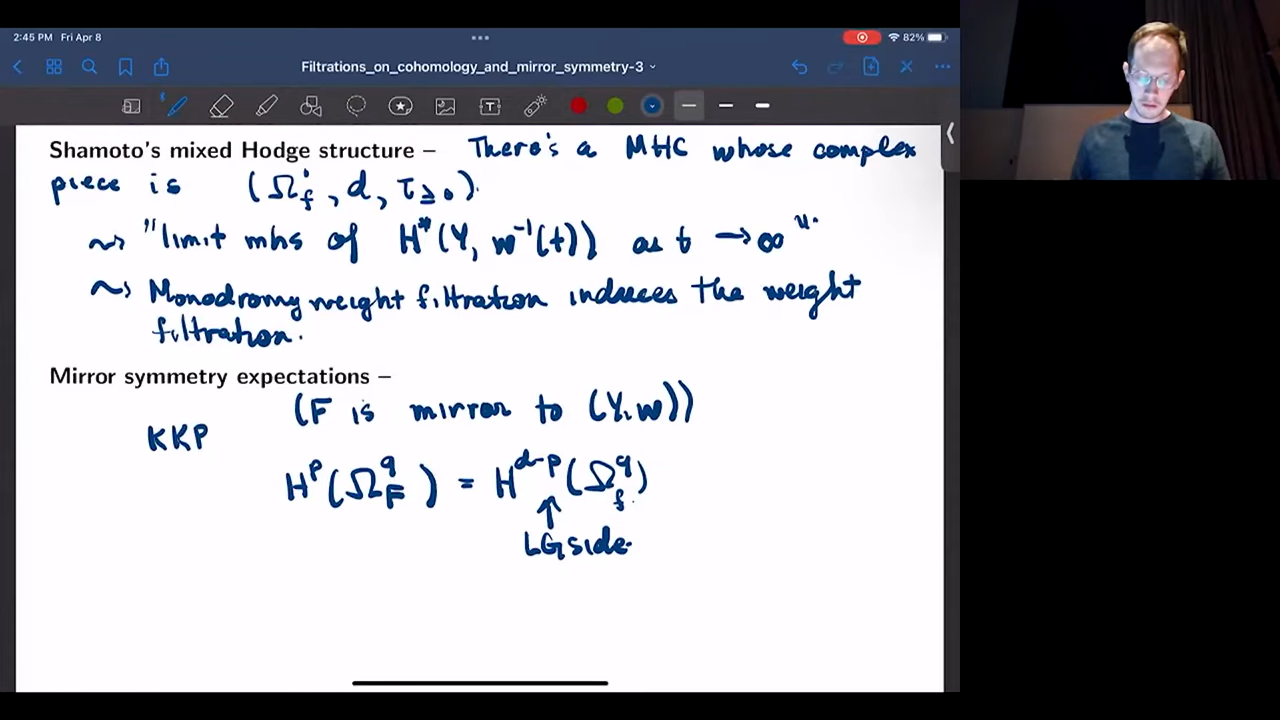 2:45 PM Fri Apr 8
82%
Filtrations_on_cohomology_and_mirror_symmetry-3
Shamoto's mixed Hodge structure – There's a MHC whose complex
piece is (Ω˙_f, d, τ≥0).
⇝ "limit mhs of H*(Y, w⁻¹(t)) as t → ∞".
⇝ Monodromy weight filtration induces the weight
filtration.
Mirror symmetry expectations –
(F is mirror to (Y, w))
KKP
H^p(Ω^q_F) = H^{d-p}(Ω^q_f)
↑
LG side.